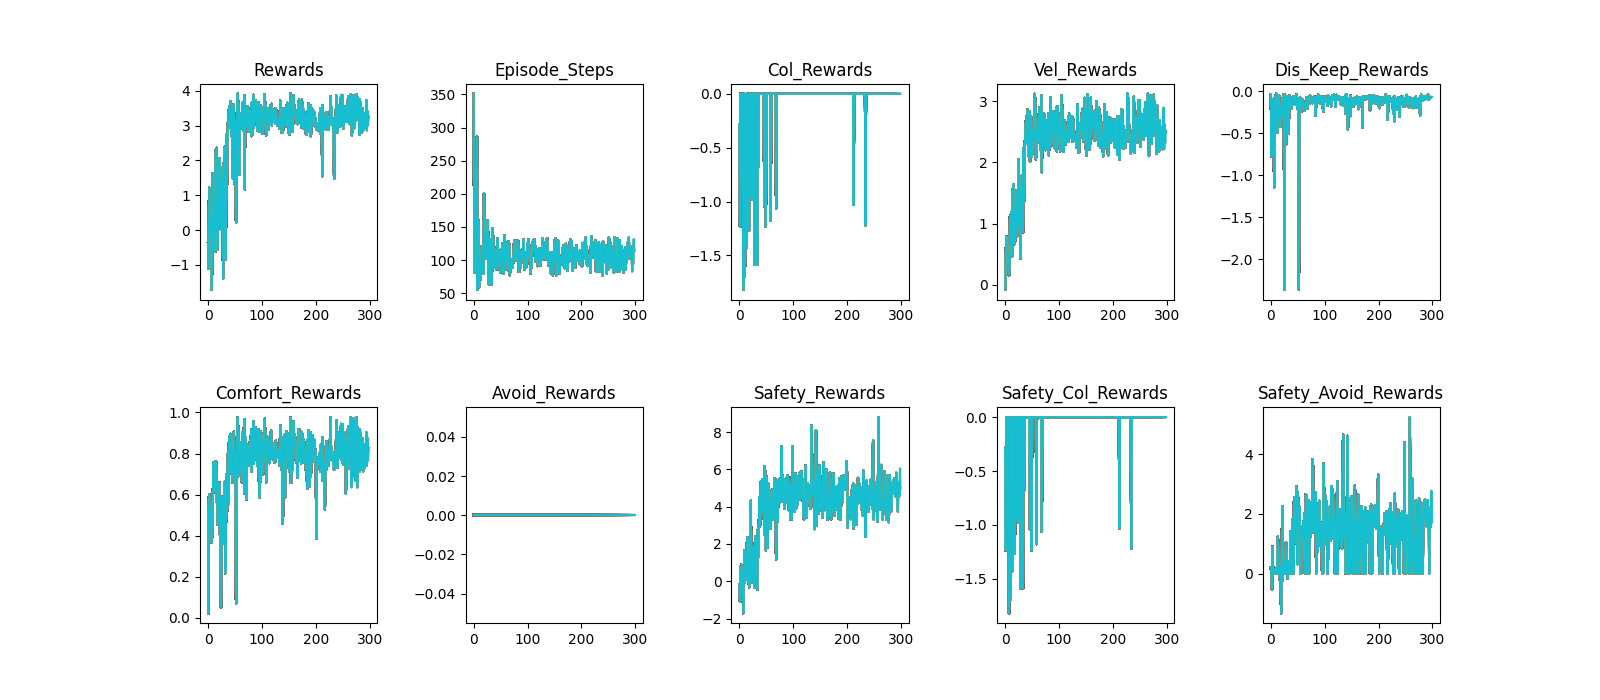 Rewards
4
3
2
1
0
−1
0 100 200 300
Episode_Steps
350
300
250
200
150
100
50
0 100 200 300
Col_Rewards
0.0
−0.5
−1.0
−1.5
0 100 200 300
Vel_Rewards
3
2
1
0
0 100 200 300
Dis_Keep_Rewards
0.0
−0.5
−1.0
−1.5
−2.0
0 100 200 300
Comfort_Rewards
1.0
0.8
0.6
0.4
0.2
0.0
0 100 200 300
Avoid_Rewards
0.04
0.02
0.00
−0.02
−0.04
0 100 200 300
Safety_Rewards
8
6
4
2
0
−2
0 100 200 300
Safety_Col_Rewards
0.0
−0.5
−1.0
−1.5
0 100 200 300
Safety_Avoid_Rewards
4
2
0
0 100 200 300